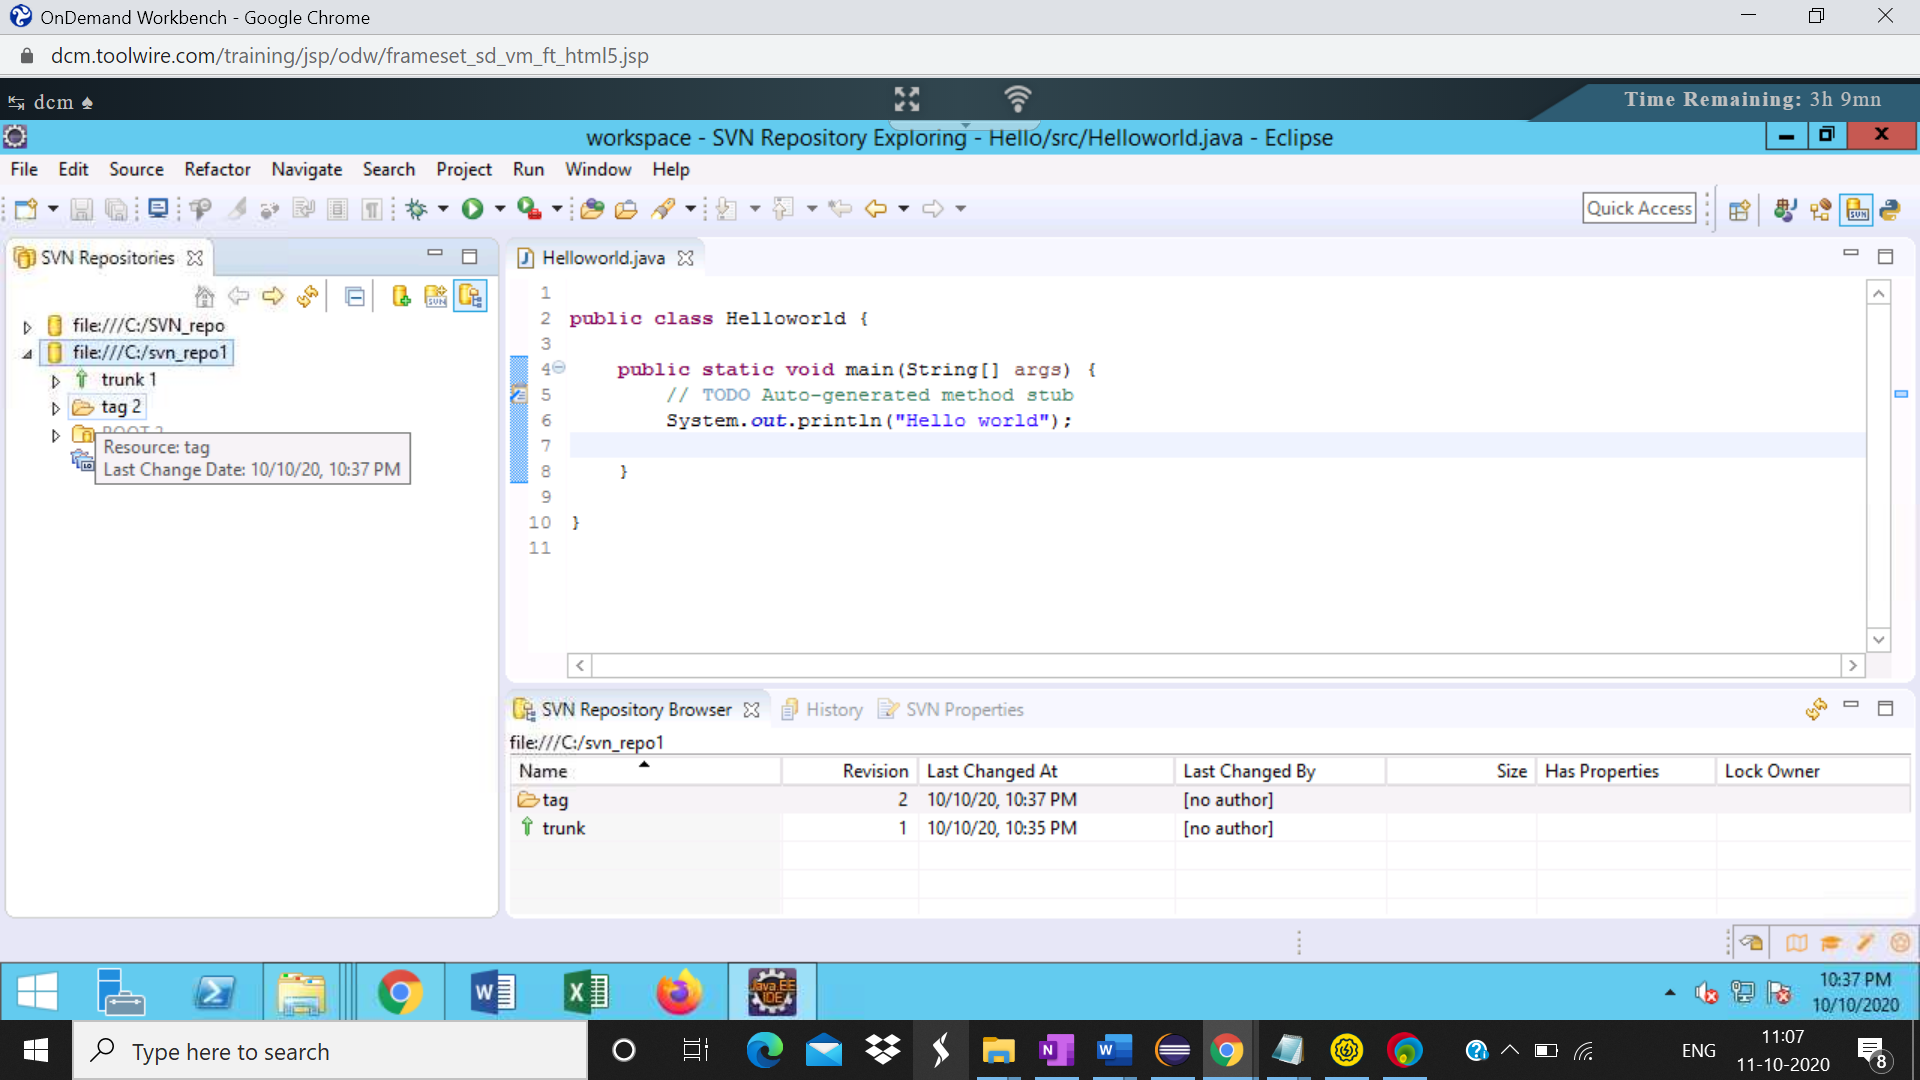 OnDemand Workbench - Google Chrome
dcm.toolwire.com/training/jsp/odw/frameset_sd_vm_ft_html5.jsp
dcm
Time Remaining: 3h 9mn
workspace - SVN Repository Exploring - Hello/src/Helloworld.java - Eclipse
File Edit Source Refactor Navigate Search Project Run Window Help
Quick Access
SVN Repositories
file:///C:/SVN_repo
file:///C:/svn_repo1
trunk 1
tag 2
Resource: tag
Last Change Date: 10/10/20, 10:37 PM
Helloworld.java
1
2 public class Helloworld {
3
4 public static void main(String[] args) {
5 // TODO Auto-generated method stub
6 System.out.println("Hello world");
7
8 }
9
10 }
11
SVN Repository Browser History SVN Properties
file:///C:/svn_repo1
Name Revision Last Changed At Last Changed By Size Has Properties Lock Owner
tag 2 10/10/20, 10:37 PM [no author]
trunk 1 10/10/20, 10:35 PM [no author]
Java EE
IDE
10:37 PM
10/10/2020
Type here to search
ENG
11:07
11-10-2020
8